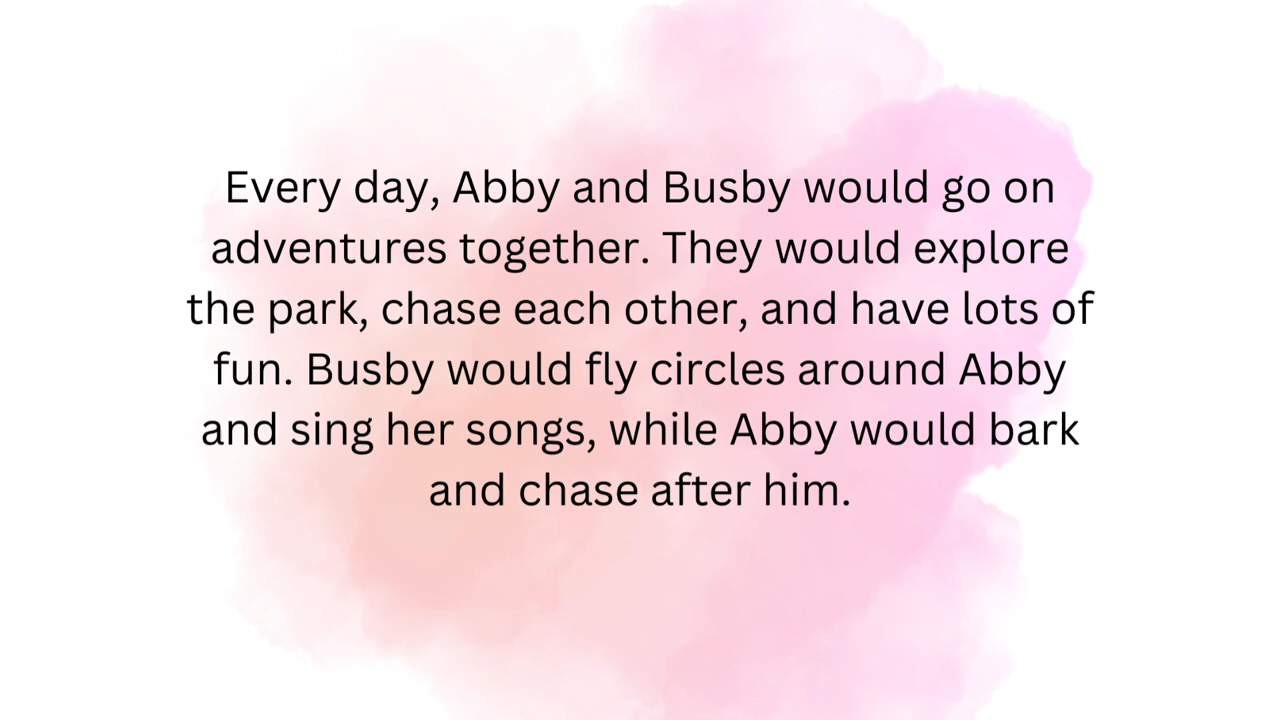 Every day, Abby and Busby would go on
adventures together. They would explore
the park, chase each other, and have lots of
fun. Busby would fly circles around Abby
and sing her songs, while Abby would bark
and chase after him.